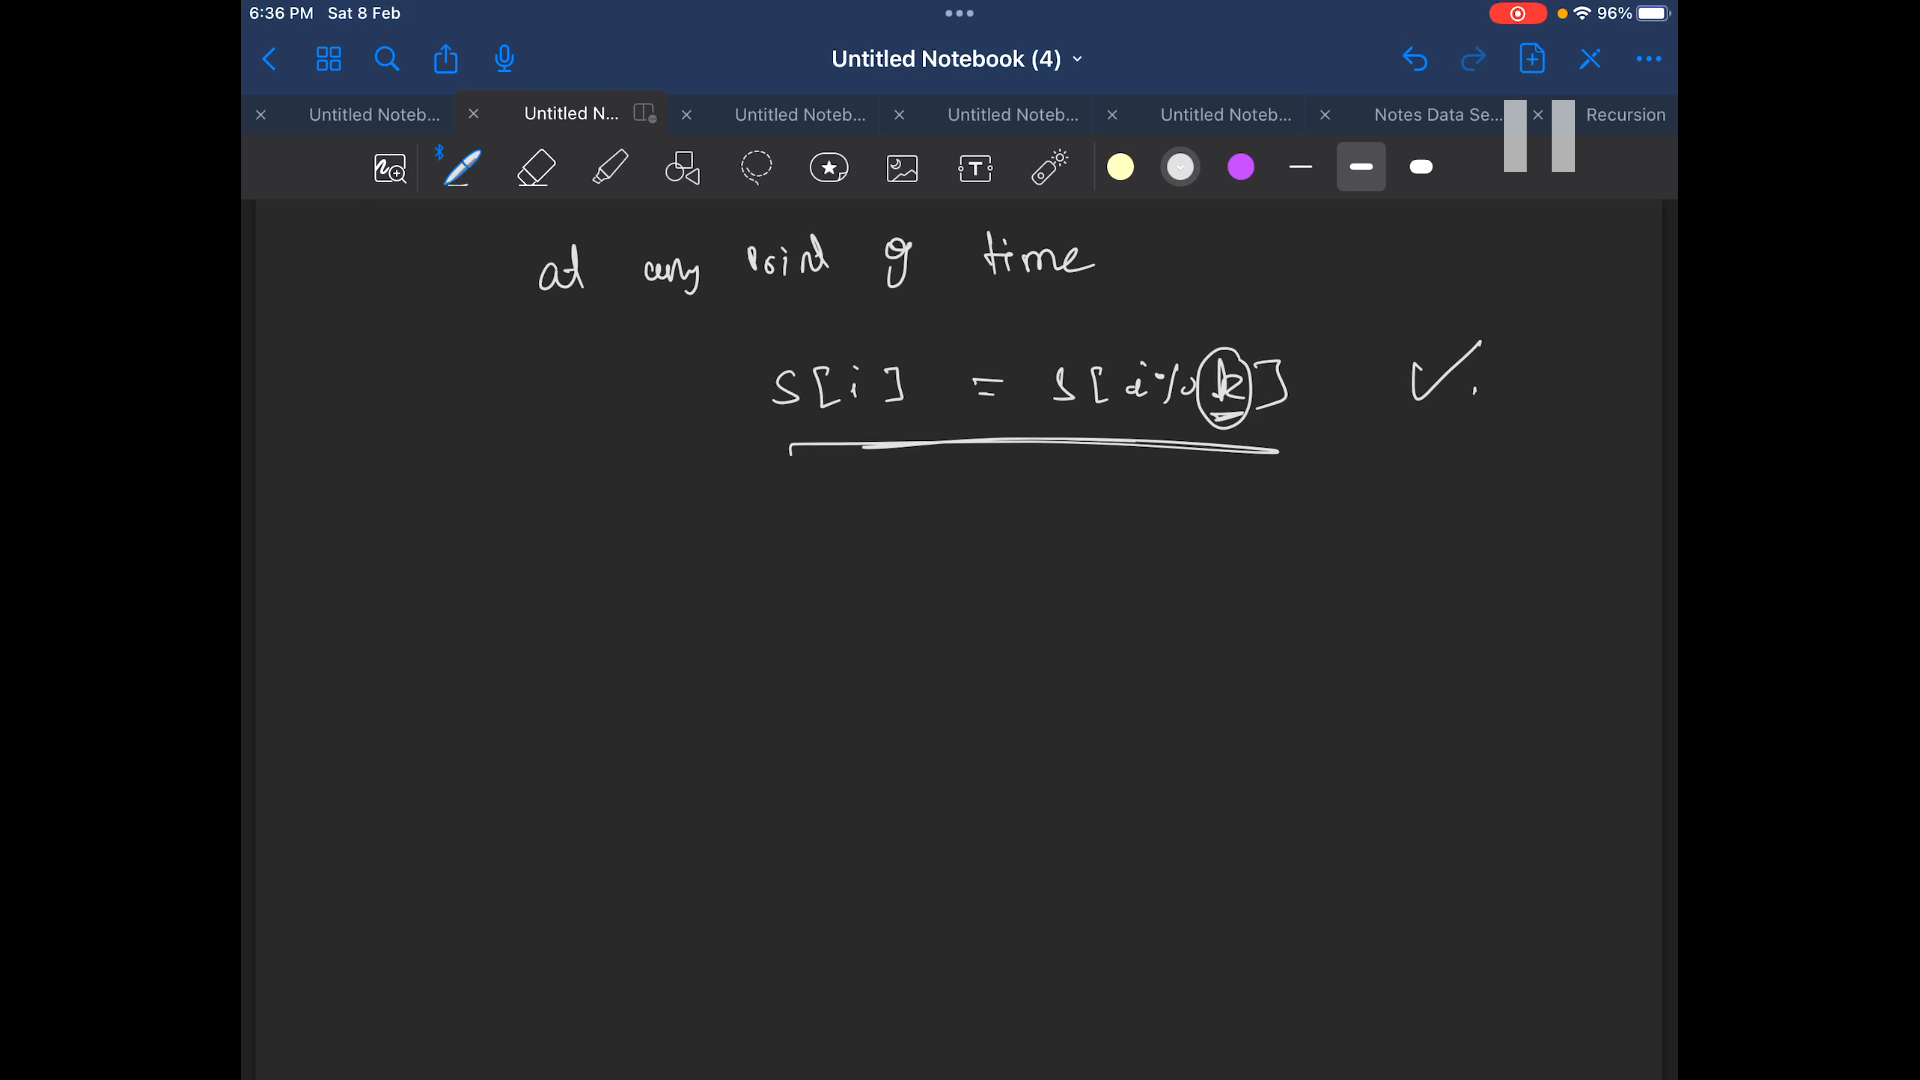 6:36 PM Sat 8 Feb
96%
Untitled Notebook (4)
Untitled Noteb...
Untitled N...
Untitled Noteb...
Untitled Noteb...
Untitled Noteb...
Notes Data Se...
Recursion
T
at any point of time
S[i] = S[i%k]